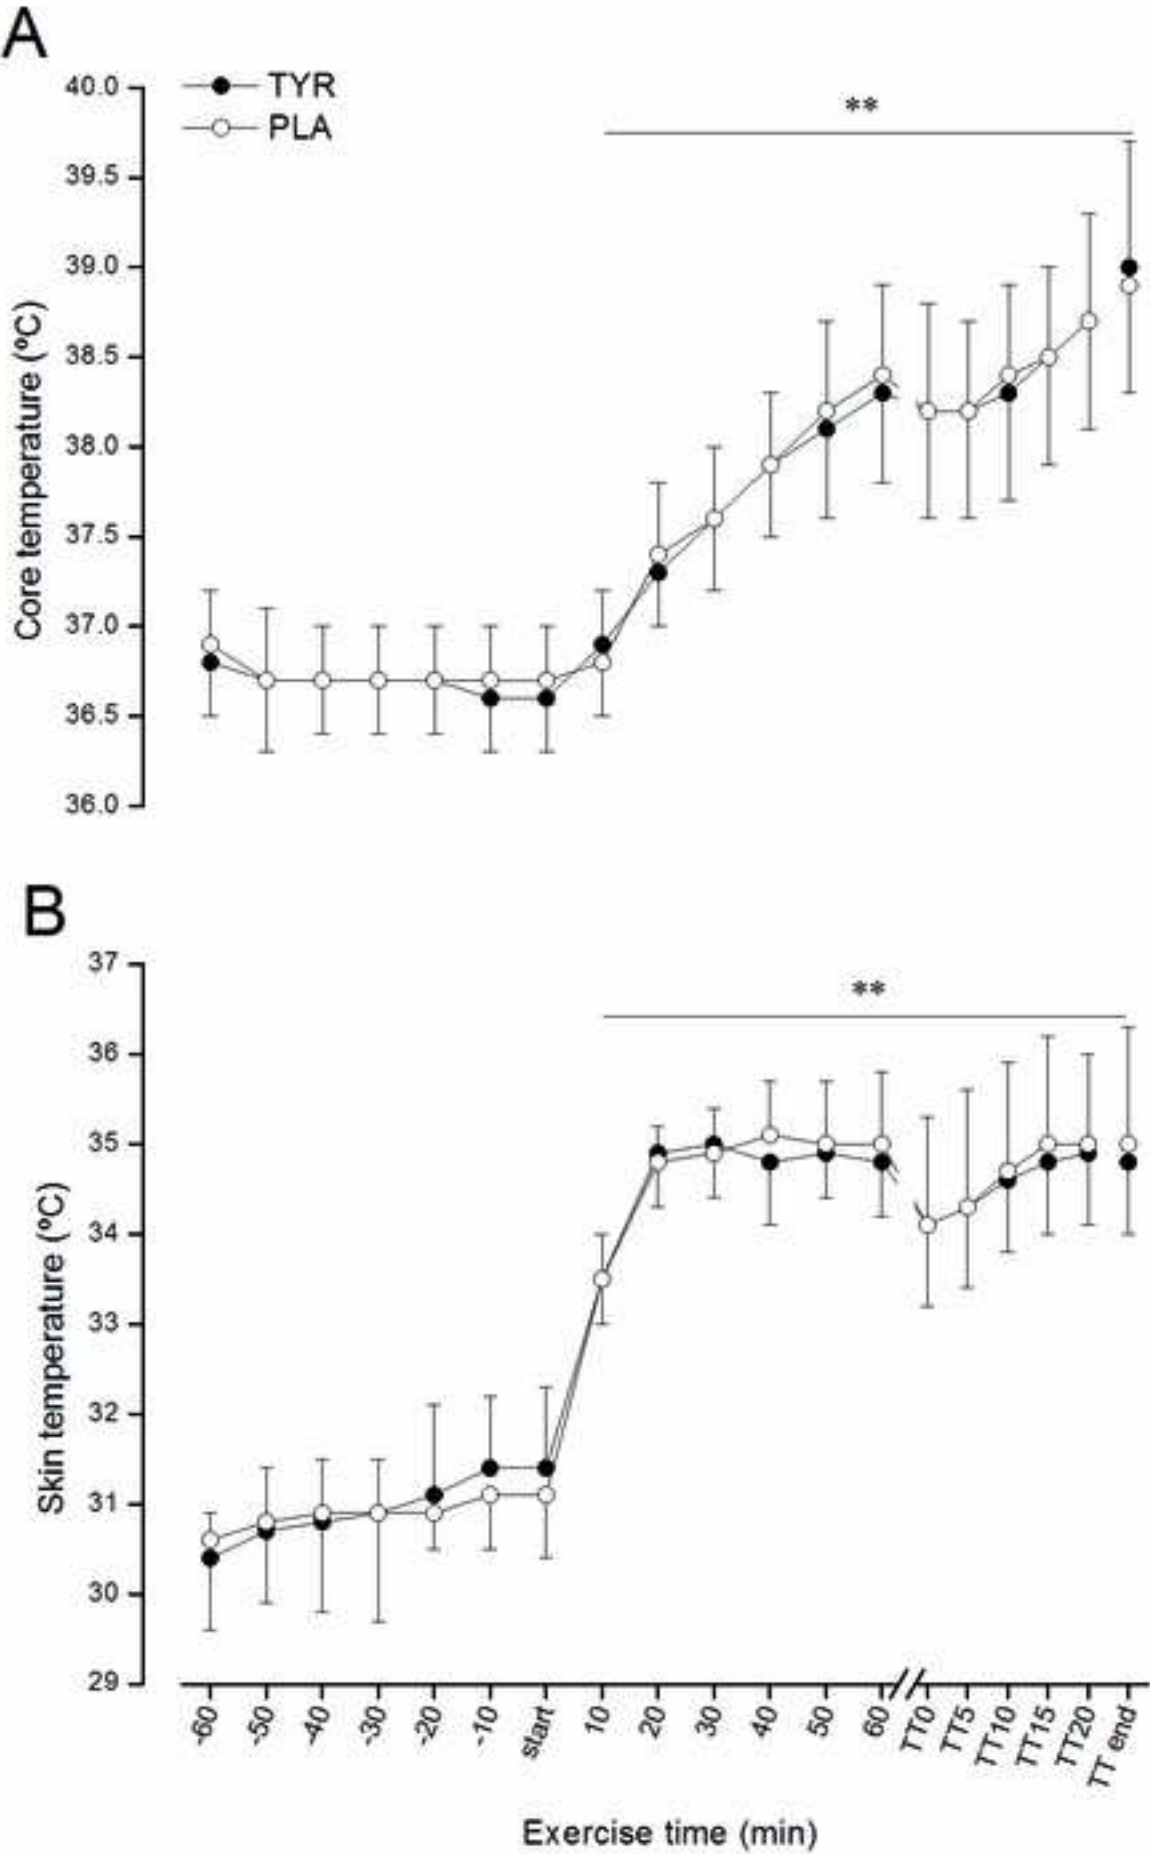 A
TYR
PLA
**
40.0
39.5
39.0
38.5
38.0
37.5
37.0
36.5
36.0
Core temperature (ºC)
B
**
37
36
35
34
33
32
31
30
29
Skin temperature (ºC)
-60 -50 -40 -30 -20 -10 start 10 20 30 40 50 60 TT0 TT5 TT10 TT15 TT20 TT end
Exercise time (min)